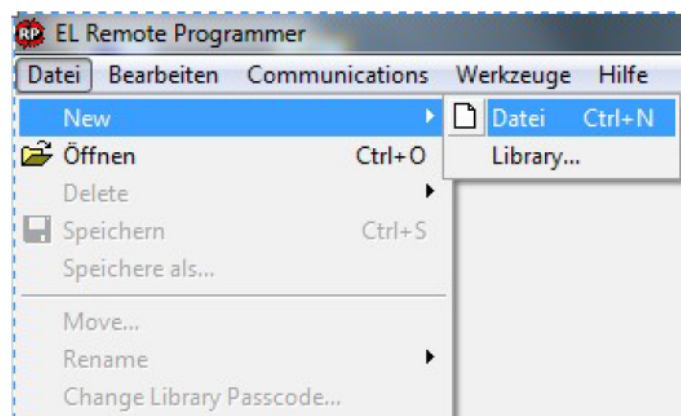 RP EL Remote Programmer
Datei Bearbeiten Communications Werkzeuge Hilfe
New
Datei Ctrl+N
Öffnen Ctrl+O
Library...
Delete
Speichern Ctrl+S
Speichere als...
Move...
Rename
Change Library Passcode...